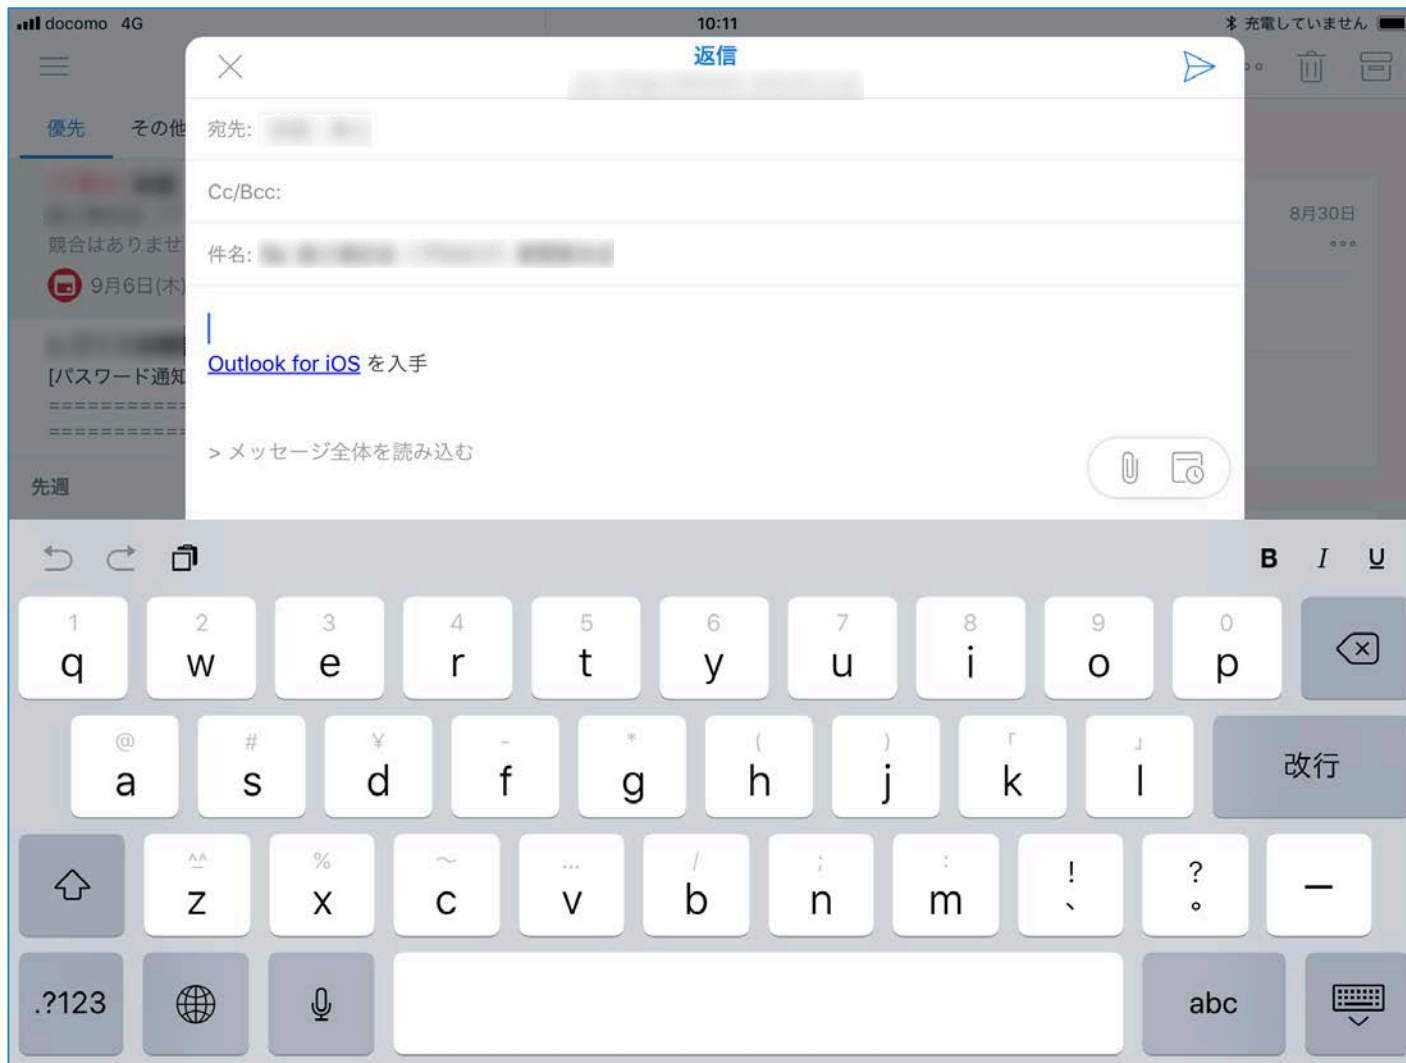 docomo 4G
10:11
充電していません
返信
優先 その他
宛先:
Cc/Bcc:
8月30日
競合はありませ
件名:
9月6日(木)
Outlook for iOS を入手
[パスワード通知
===========
===========
> メッセージ全体を読み込む
先週
B I U
1 2 3 4 5 6 7 8 9 0
q w e r t y u i o p
@ # ¥ - * ( ) 「 」
a s d f g h j k l 改行
^^ % 〜 ... / ; : ! ?
z x c v b n m 、 。 ー
.?123 abc